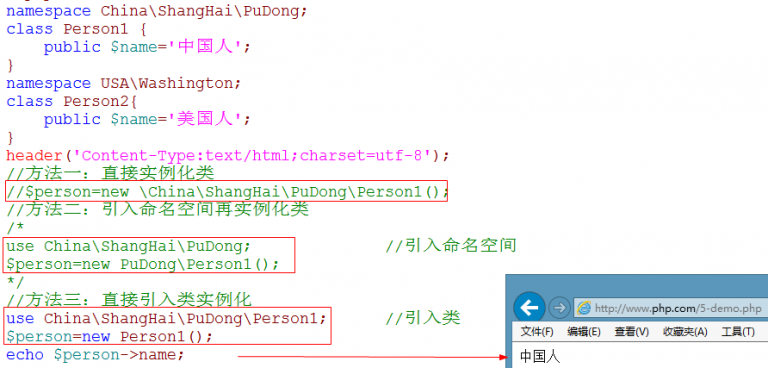 namespace China\ShangHai\PuDong;
class Person1 {
    public $name='中国人';
}
namespace USA\Washington;
class Person2{
    public $name='美国人';
}
header('Content-Type:text/html;charset=utf-8');
//方法一：直接实例化类
//$person=new \China\ShangHai\PuDong\Person1();
//方法二：引入命名空间再实例化类
/*
use China\ShangHai\PuDong;                //引入命名空间
$person=new PuDong\Person1();
*/
//方法三：直接引入类实例化
use China\ShangHai\PuDong\Person1;        //引入类
$person=new Person1();
echo $person->name;
http://www.php.com/5-demo.php
文件(F) 编辑(E) 查看(V) 收藏夹(A) 工具(T)
中国人